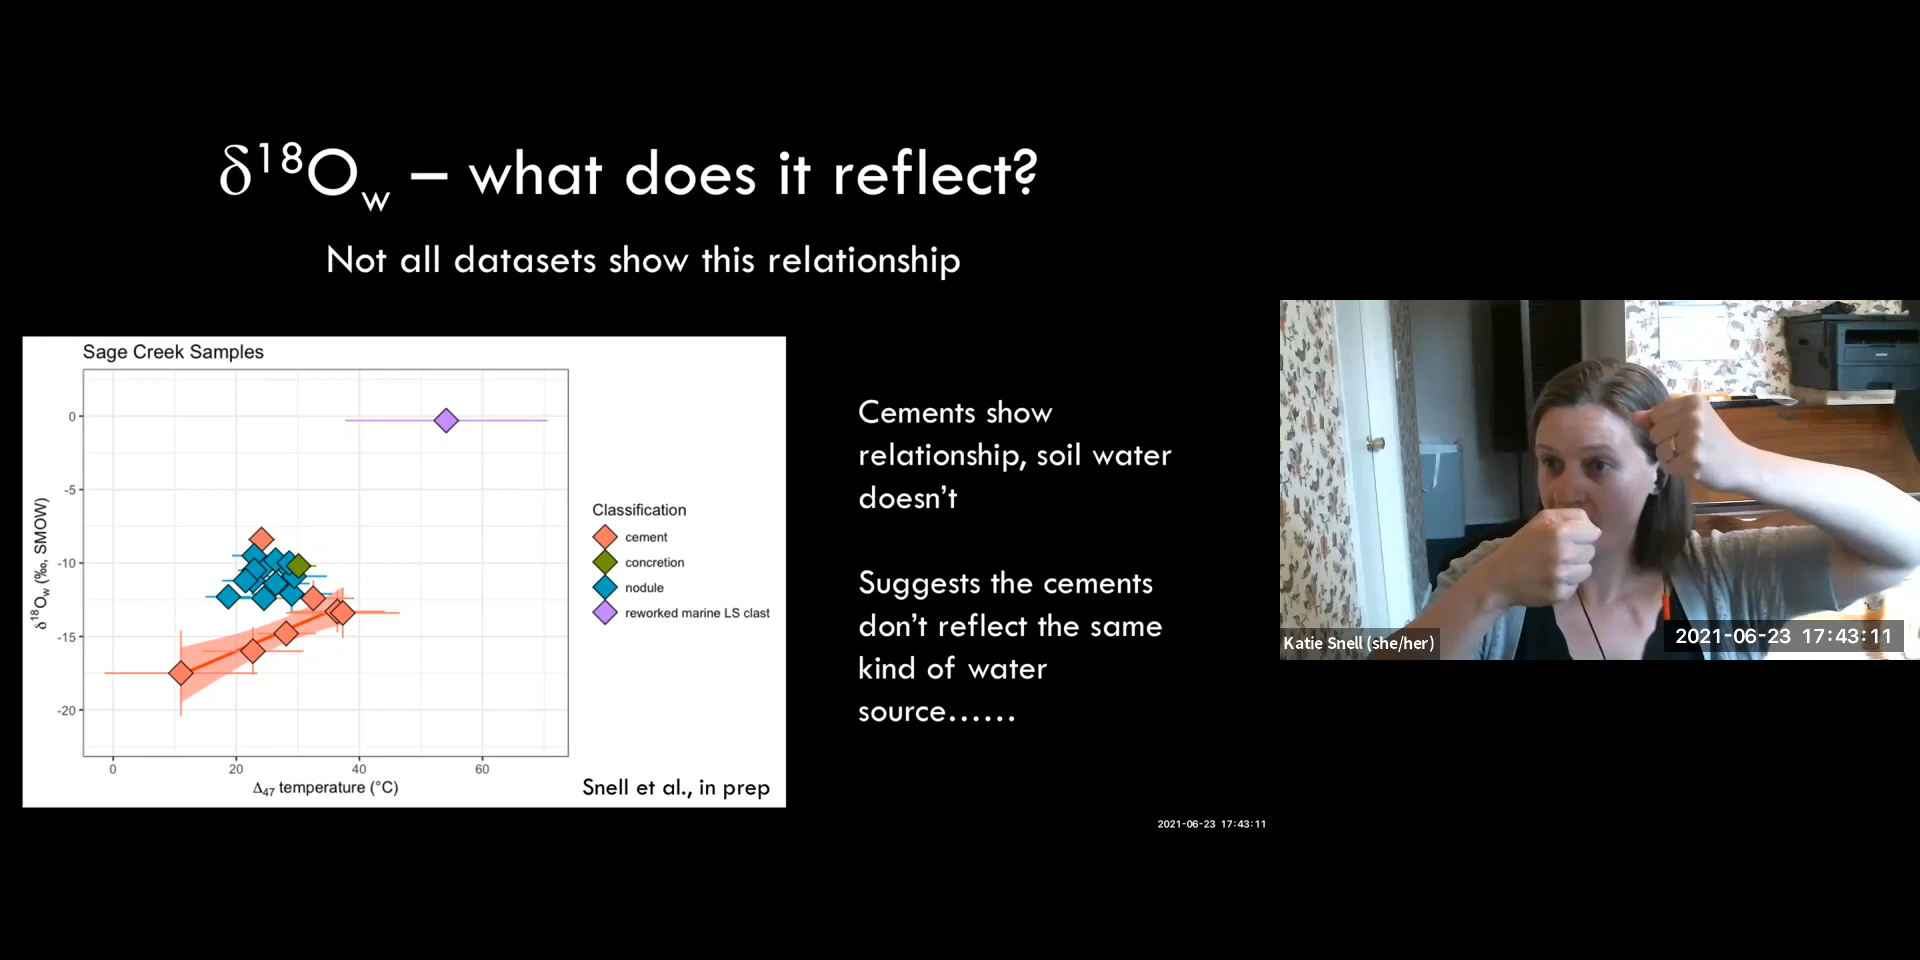 δ¹⁸Ow – what does it reflect?
Not all datasets show this relationship
Sage Creek Samples
0
-5
-10
-15
-20
δ¹⁸Ow (‰, SMOW)
0
20
40
60
Δ47 temperature (°C)
Classification
cement
concretion
nodule
reworked marine LS clast
Snell et al., in prep
Cements show
relationship, soil water
doesn't
Suggests the cements
don't reflect the same
kind of water
source......
2021-06-23 17:43:11
Katie Snell (she/her)
2021-06-23 17:43:11